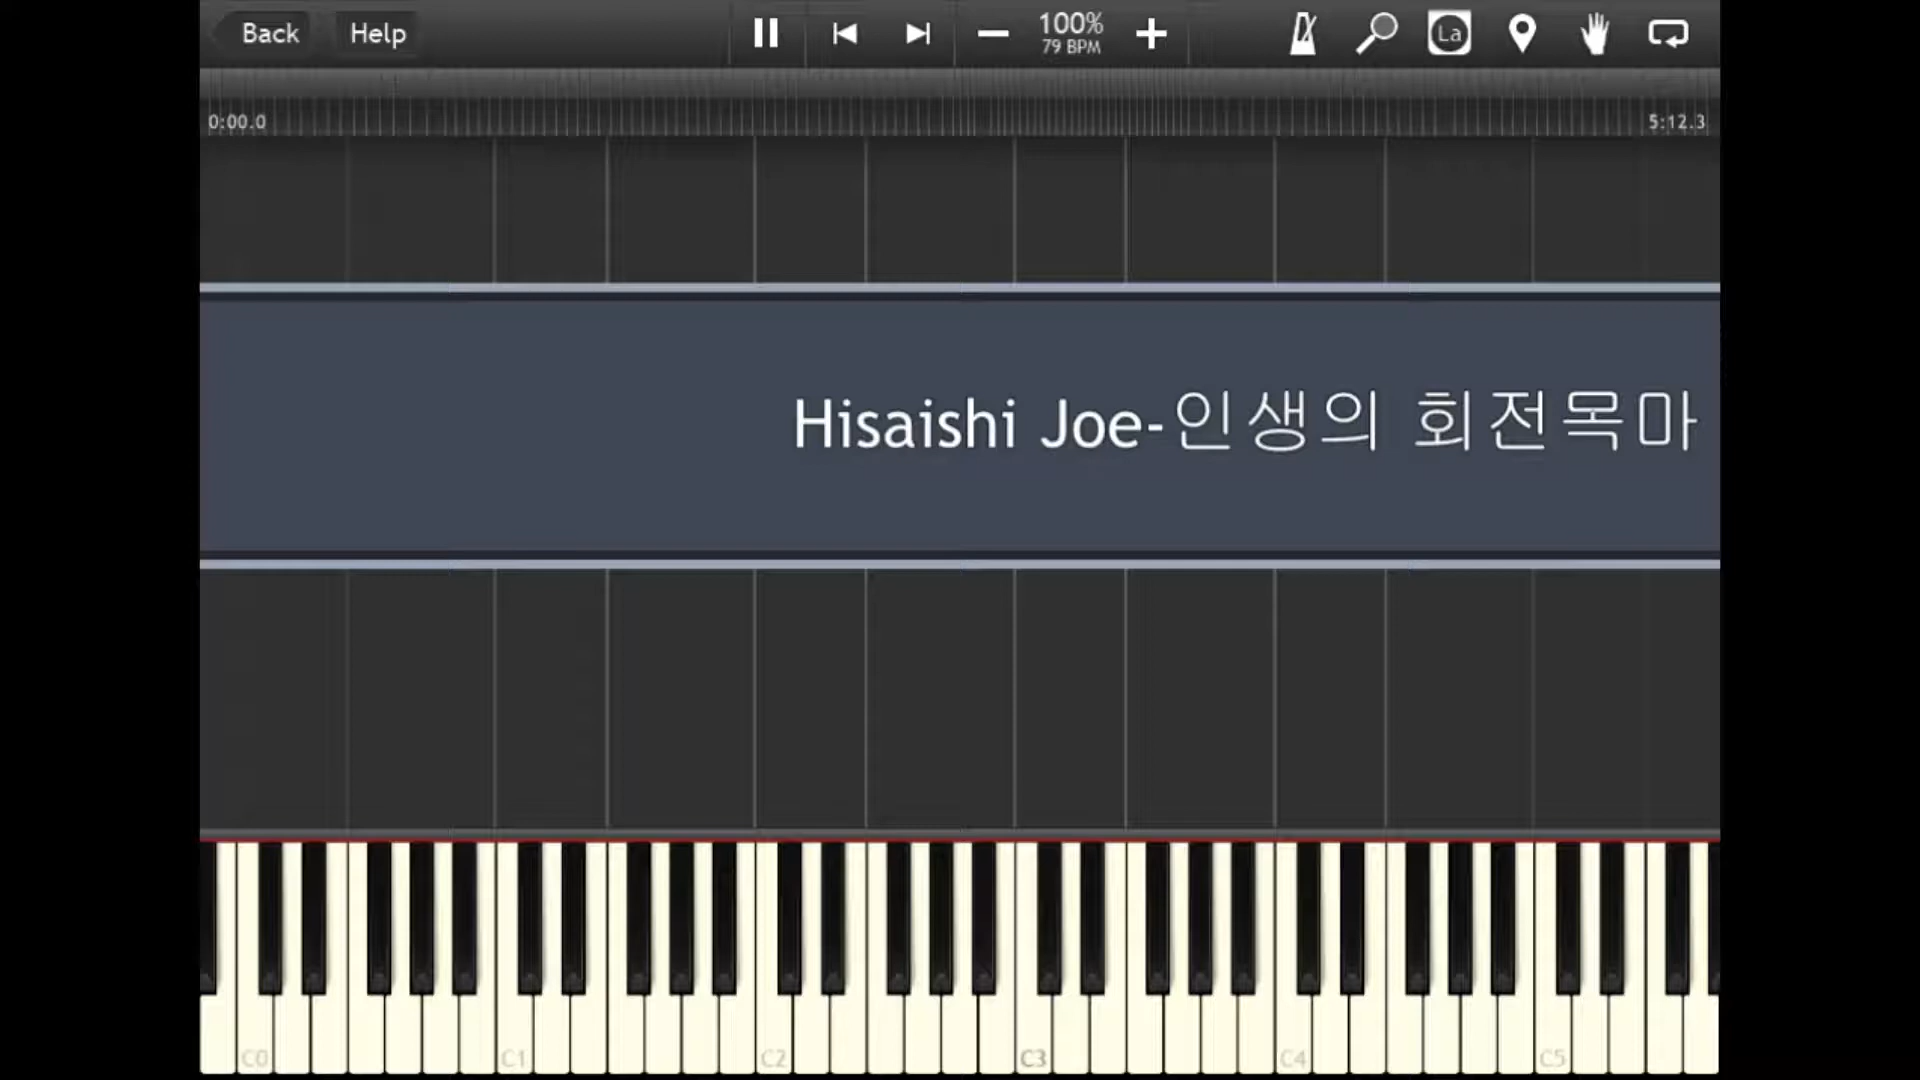 Back Help 100% La
79 BPM
0:00.0 5:12.3
Hisaishi Joe-인생의 회전목마
C0 C1 C2 C3 C4 C5